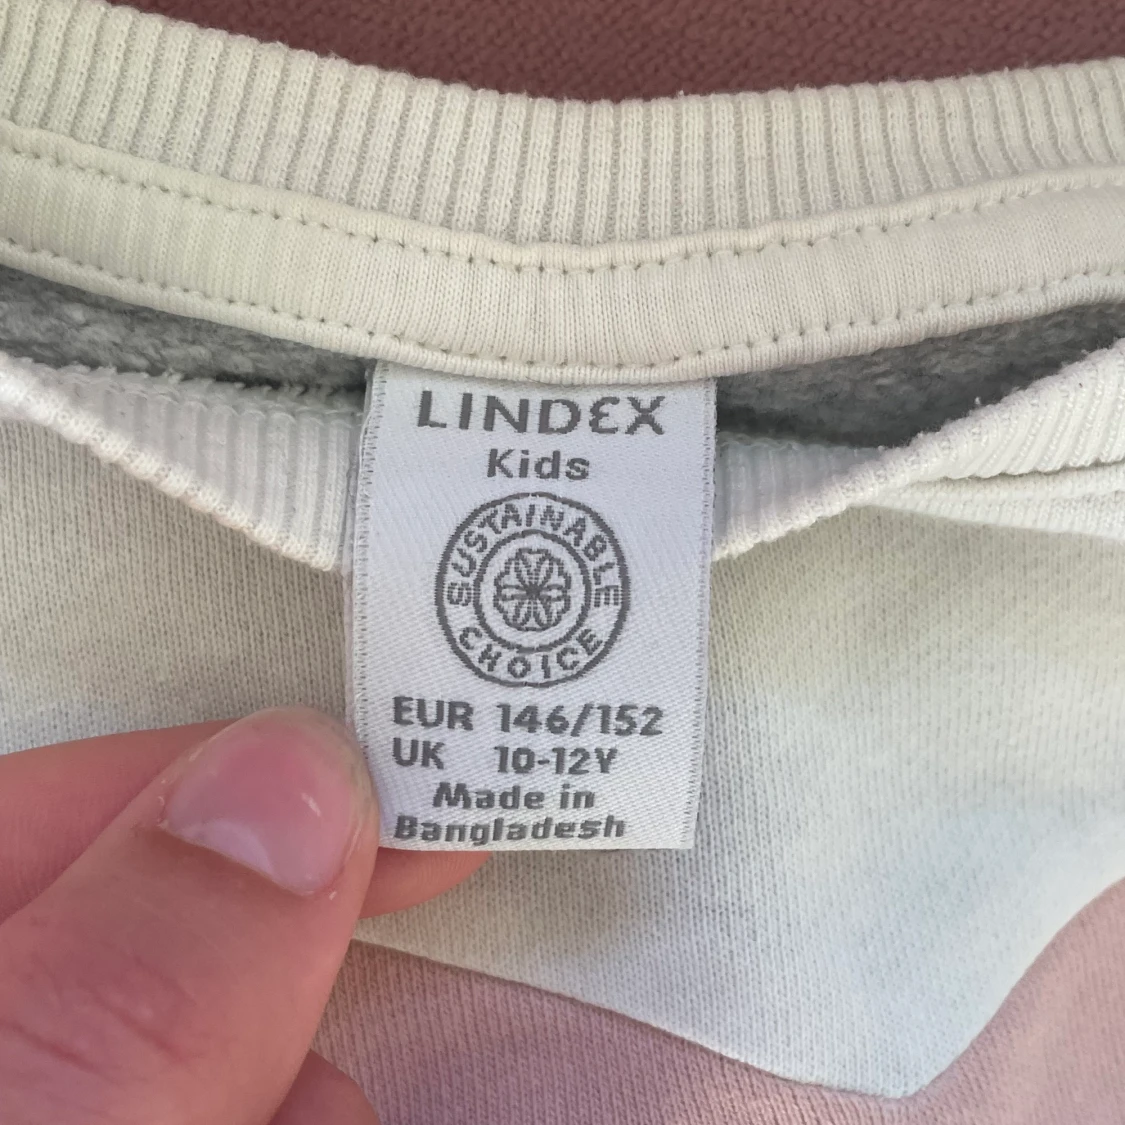 LINDEX
Kids
SUSTAINABLE
CHOICE
EUR 146/152
UK 10-12Y
Made in
Bangladesh